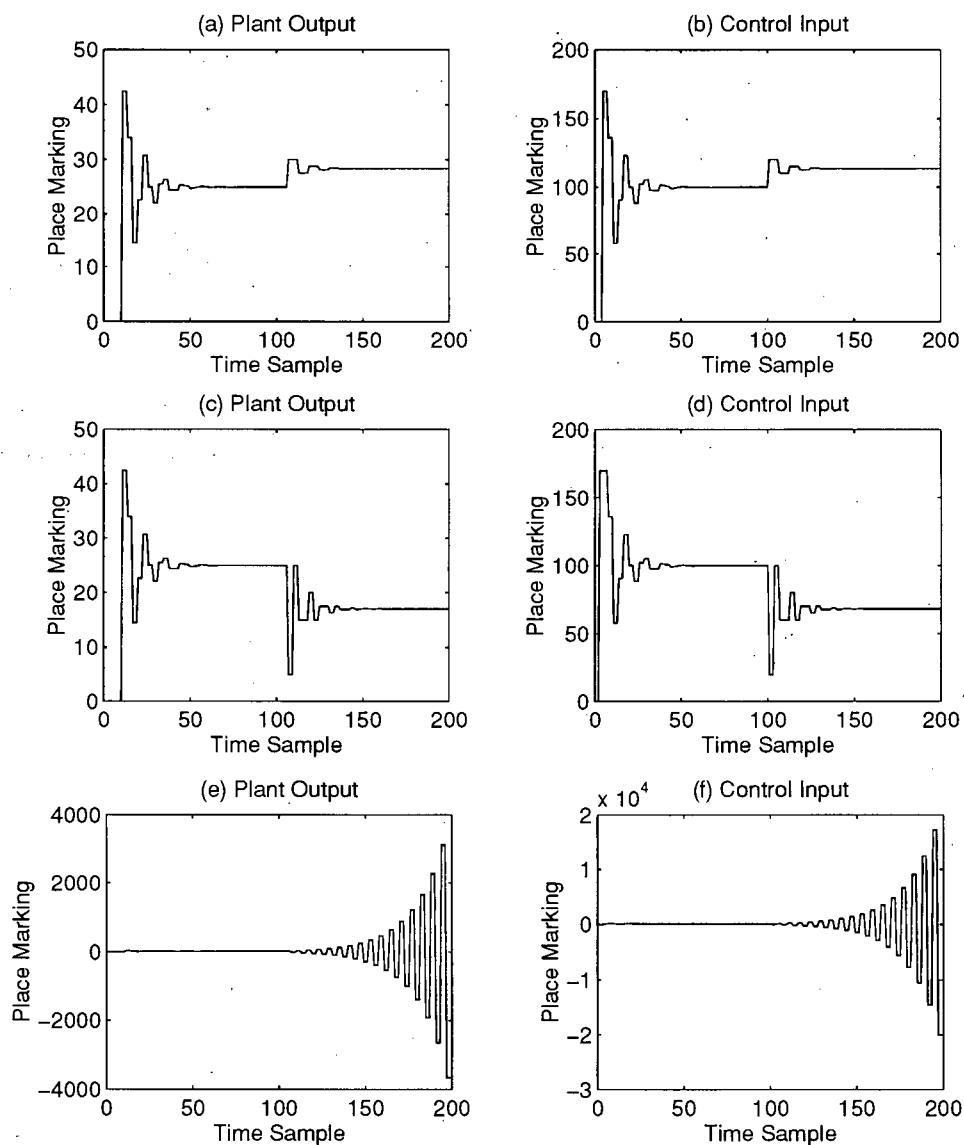 (a) Plant Output
50
40
30
20
10
0
Place Marking
0 50 100 150 200
Time Sample
(b) Control Input
200
150
100
50
0
Place Marking
0 50 100 150 200
Time Sample
(c) Plant Output
50
40
30
20
10
0
Place Marking
0 50 100 150 200
Time Sample
(d) Control Input
200
150
100
50
0
Place Marking
0 50 100 150 200
Time Sample
(e) Plant Output
4000
2000
0
−2000
−4000
Place Marking
0 50 100 150 200
Time Sample
(f) Control Input
x 10^4
2
1
0
−1
−2
−3
Place Marking
0 50 100 150 200
Time Sample